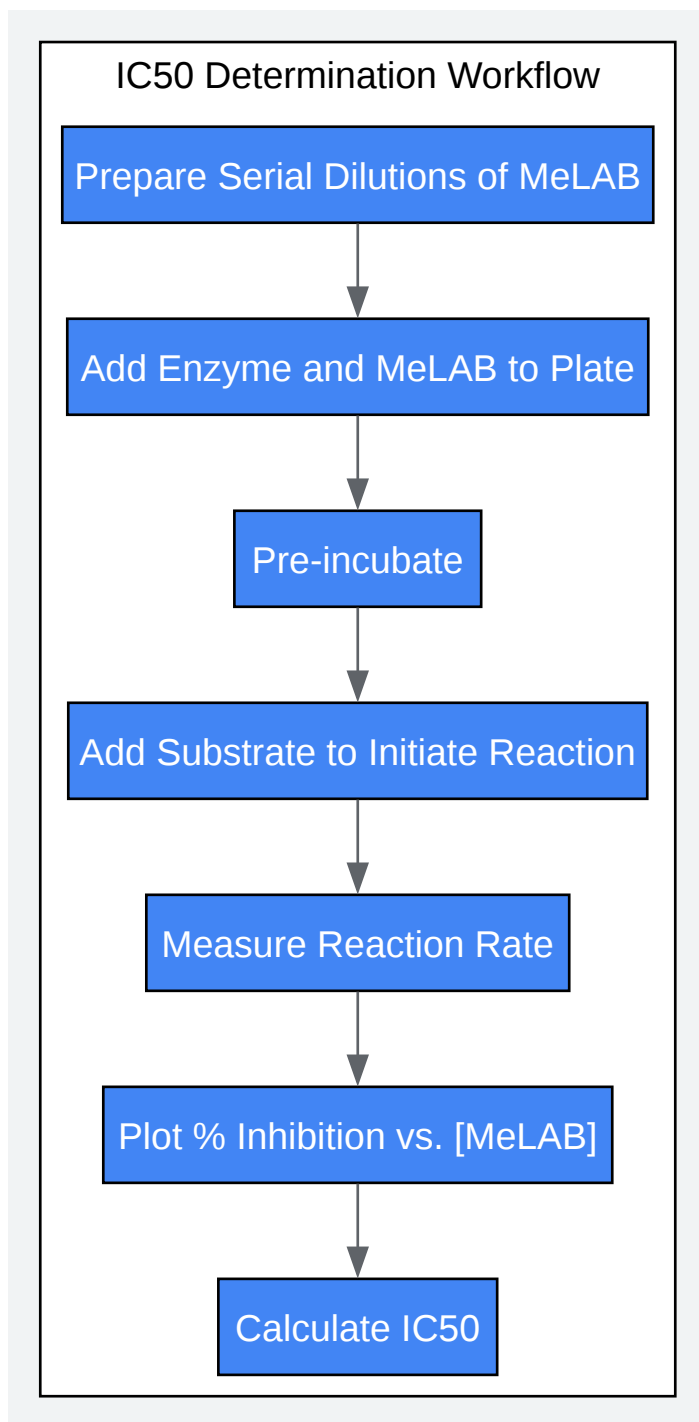 IC50 Determination Workflow
Prepare Serial Dilutions of MeLAB
Add Enzyme and MeLAB to Plate
Pre-incubate
Add Substrate to Initiate Reaction
Measure Reaction Rate
Plot % Inhibition vs. [MeLAB]
Calculate IC50